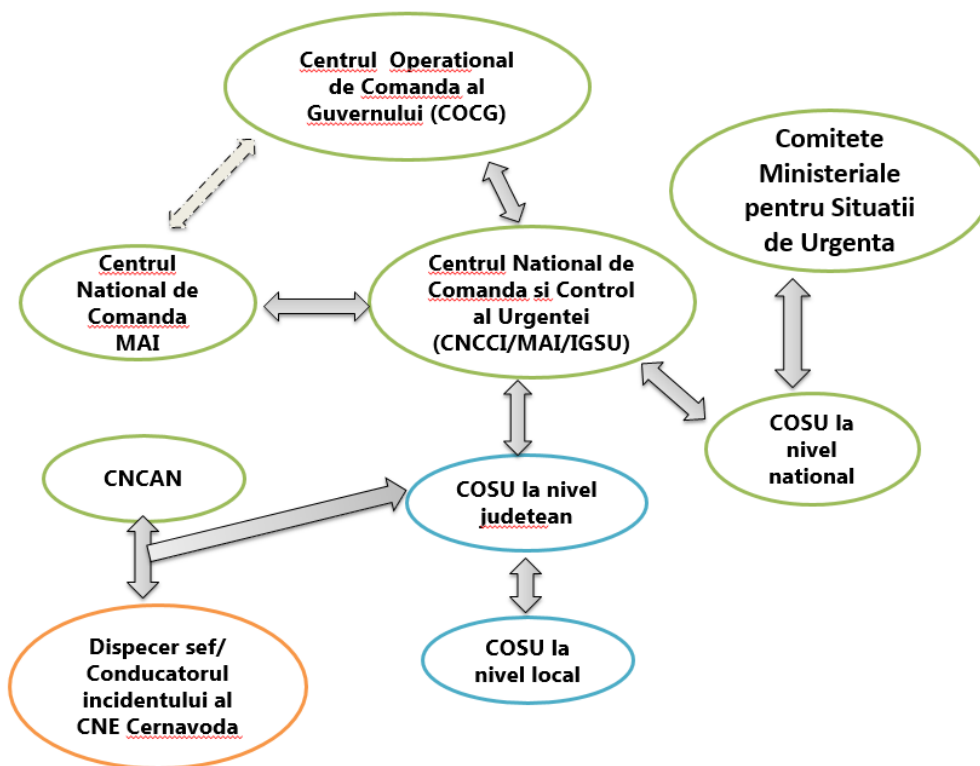 Centrul Operational
de Comanda al
Guvernului (COCG)
Comitete
Ministeriale
pentru Situatii
de Urgenta
Centrul
National de
Comanda
MAI
Centrul National de
Comanda si Control
al Urgentei
(CNCCI/MAI/IGSU)
COSU la
nivel
national
CNCAN
COSU la nivel
judetean
Dispecer sef/
Conducatorul
incidentului al
CNE Cernavoda
COSU la
nivel local